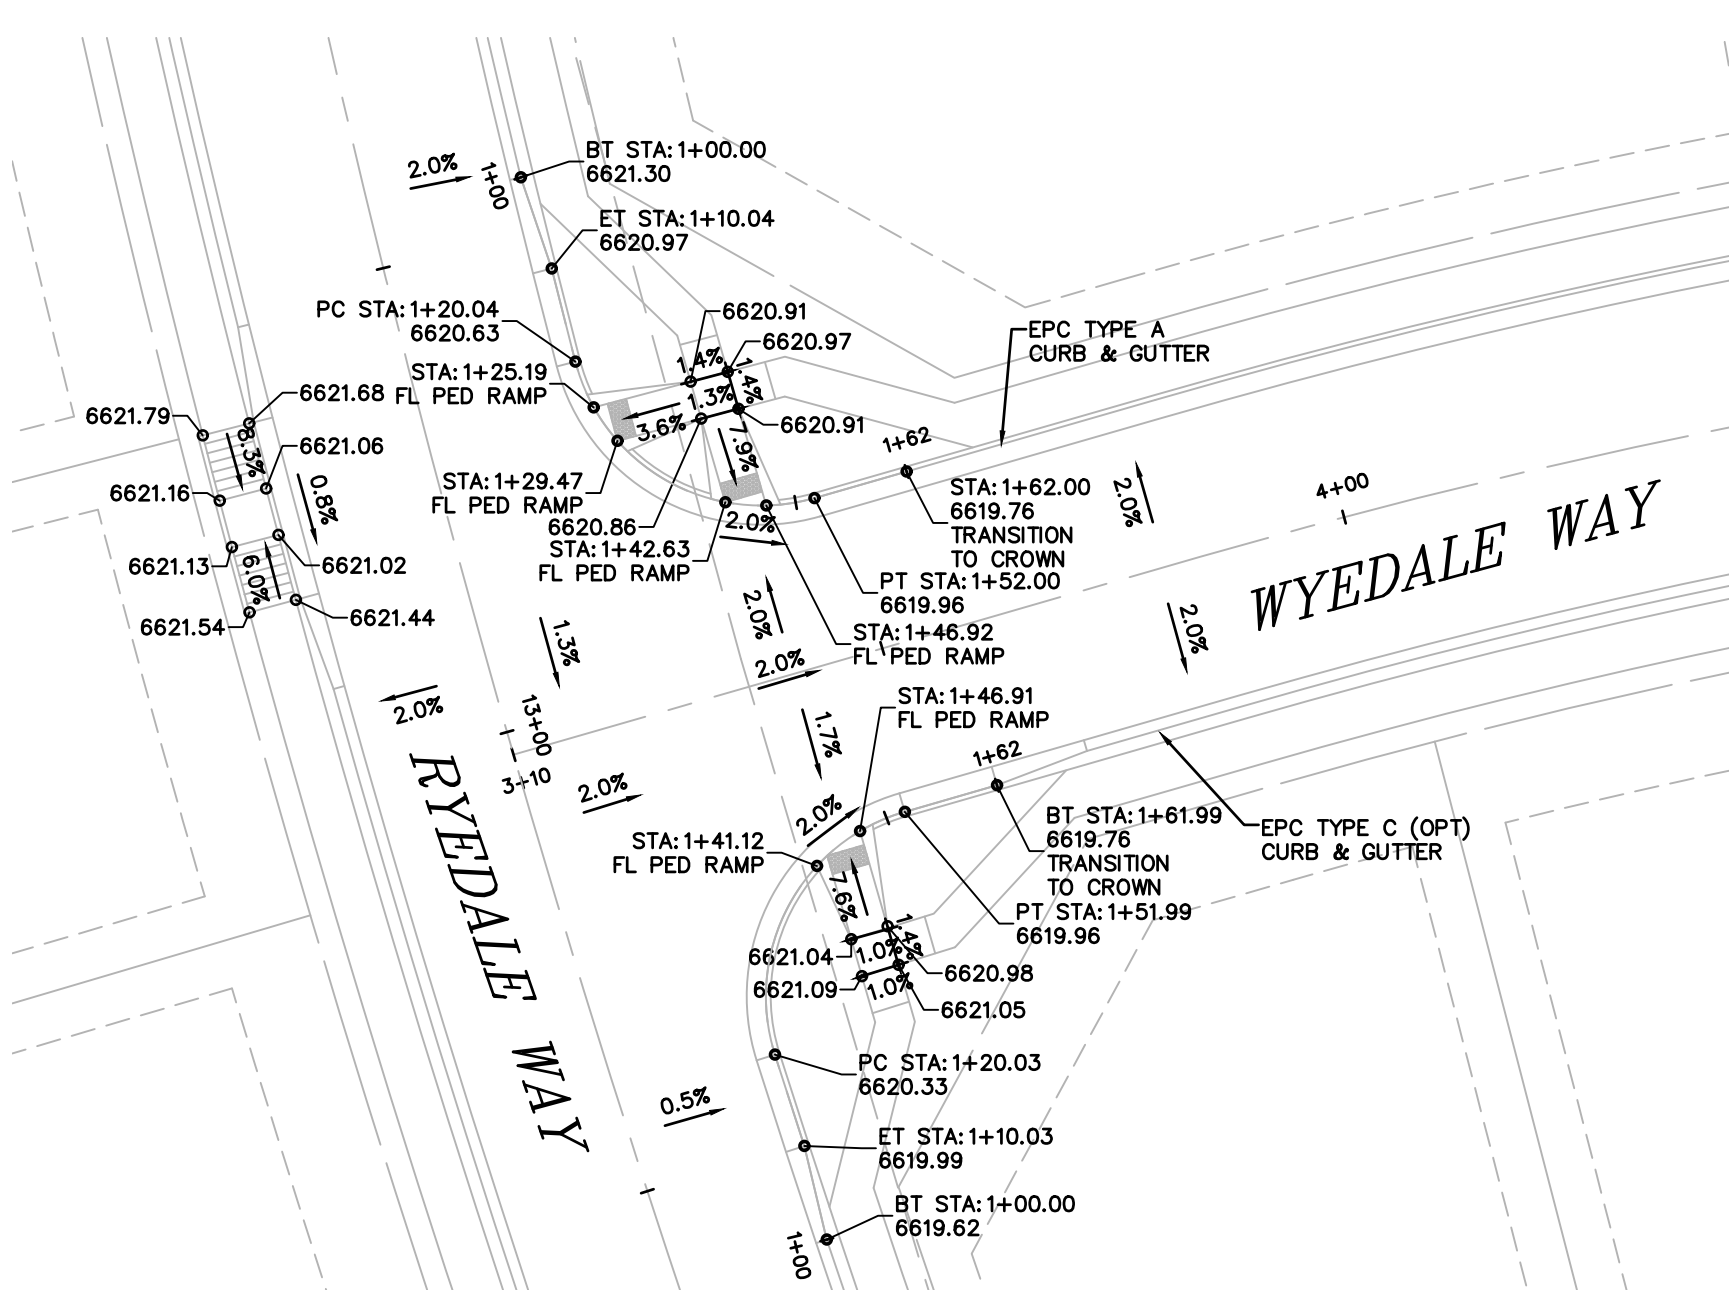 BT STA:1+00.00
6621.30
2.0%
1+00
ET STA:1+10.04
6620.97
PC STA:1+20.04
6620.63
6620.91
6620.97
1.4%
1.4%
STA:1+25.19
FL PED RAMP
1.3%
3.6%
6620.91
7.9%
EPC TYPE A
CURB & GUTTER
6621.68
6621.79
8.3%
6621.06
6621.16
0.8%
6621.13
6621.02
6.0%
6621.54
6621.44
STA:1+29.47
FL PED RAMP
6620.86
STA:1+42.63
FL PED RAMP
2.0%
1+62
STA:1+62.00
6619.76
TRANSITION
TO CROWN
2.0%
4+00
WYEDALE WAY
PT STA:1+52.00
6619.96
STA:1+46.92
FL PED RAMP
2.0%
2.0%
2.0%
1.3%
2.0%
13+00
3+10
2.0%
RYEDALE WAY
1.7%
STA:1+46.91
FL PED RAMP
1+62
2.0%
STA:1+41.12
FL PED RAMP
BT STA:1+61.99
6619.76
TRANSITION
TO CROWN
EPC TYPE C (OPT)
CURB & GUTTER
PT STA:1+51.99
6619.96
7.6%
1.4%
6621.04
1.0%
6621.09
1.0%
6620.98
6621.05
PC STA:1+20.03
6620.33
0.5%
ET STA:1+10.03
6619.99
BT STA:1+00.00
6619.62
1+00